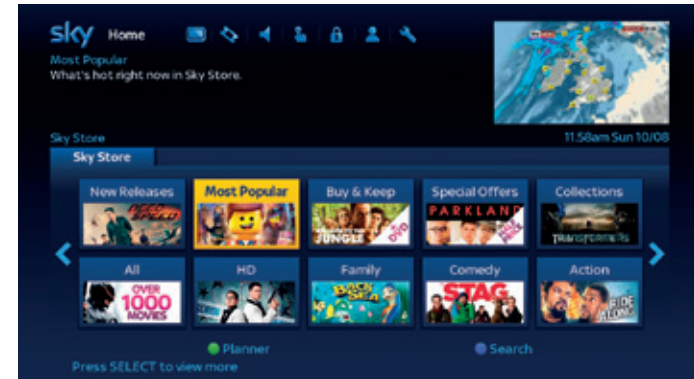 sky Home
Most Popular
What's hot right now in Sky Store.
Sky Store 11.58am Sun 10/08
Sky Store
New Releases Most Popular Buy & Keep Special Offers Collections
JUNGLE DVD PARKLAND TRANSFORMERS
All HD Family Comedy Action
OVER
1000
MOVIES
BACK SEA STAG RIDE
ALONG
Planner Search
Press SELECT to view more